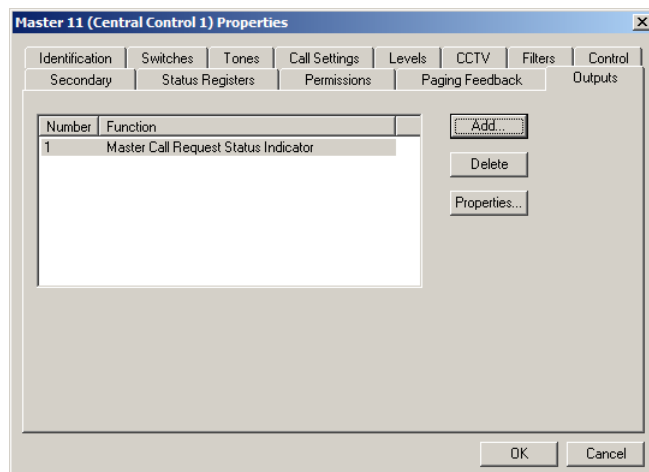 Master 11 (Central Control 1) Properties
Identification Switches Tones Call Settings Levels CCTV Filters Control
Secondary Status Registers Permissions Paging Feedback Outputs
Number Function
1 Master Call Request Status Indicator
Add...
Delete
Properties...
OK Cancel